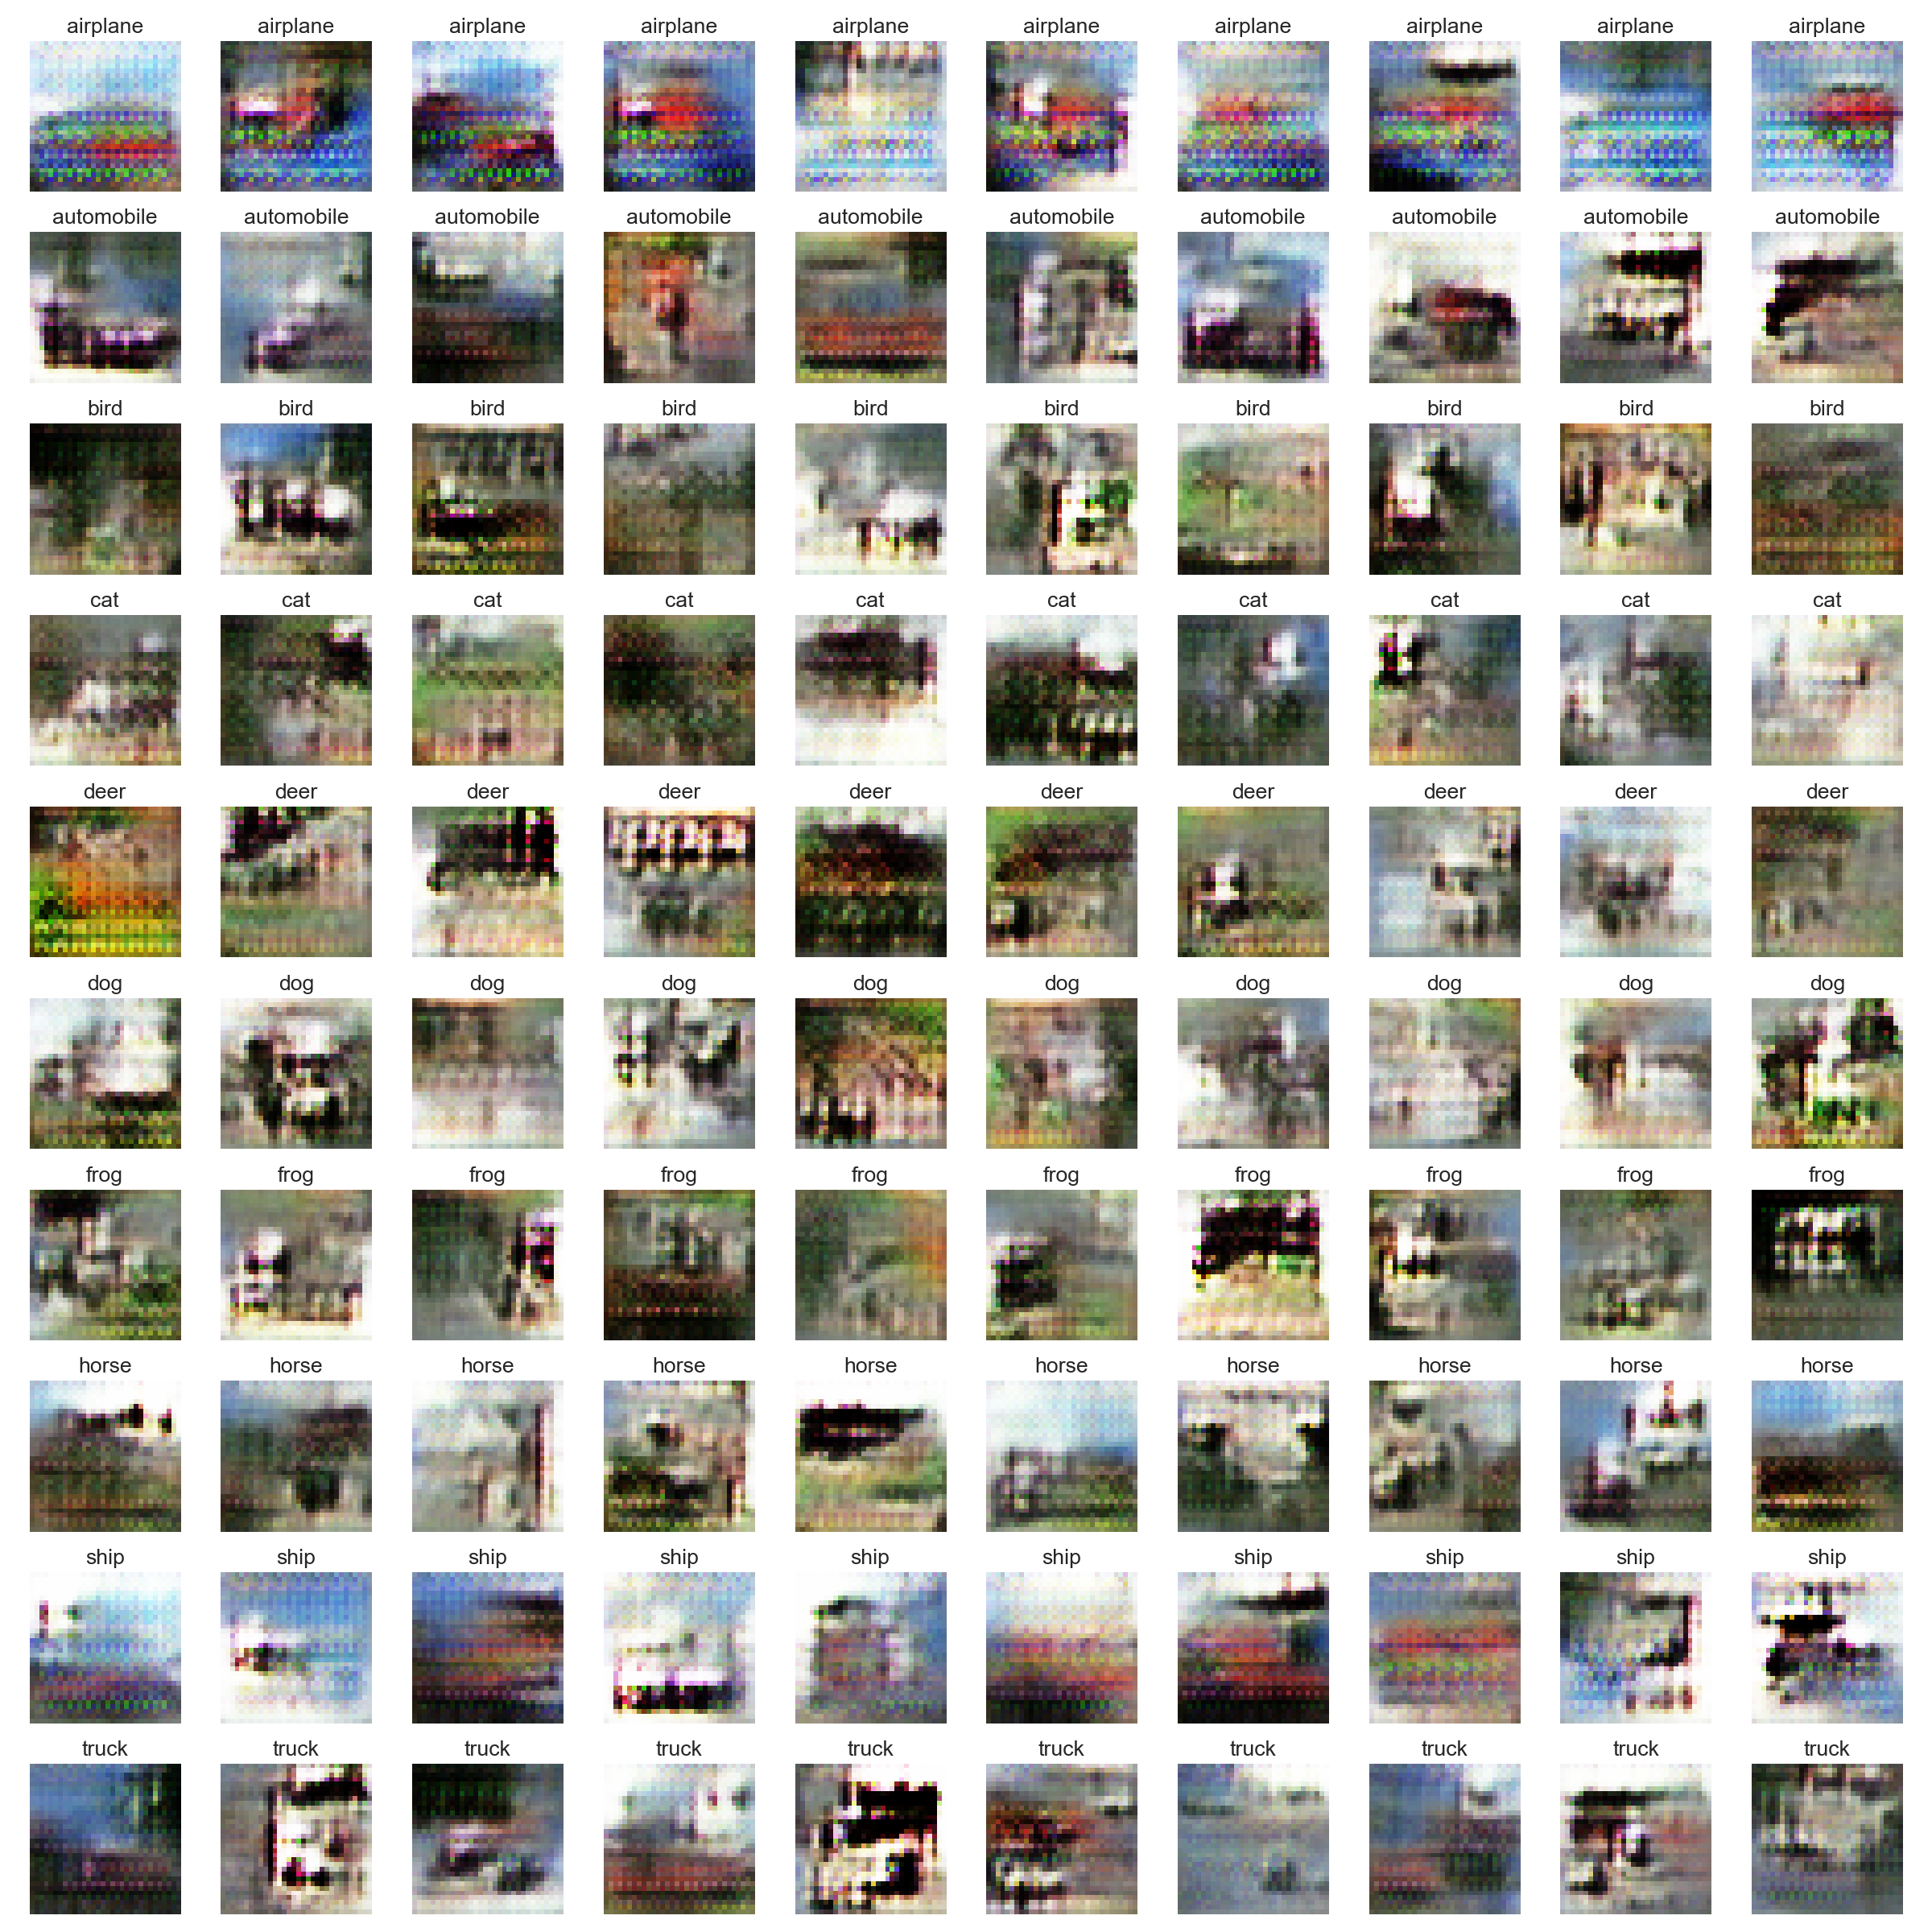 airplane airplane airplane airplane airplane airplane airplane airplane airplane airplane
automobile automobile automobile automobile automobile automobile automobile automobile automobile automobile
bird bird bird bird bird bird bird bird bird bird
cat cat cat cat cat cat cat cat cat cat
deer deer deer deer deer deer deer deer deer deer
dog dog dog dog dog dog dog dog dog dog
frog frog frog frog frog frog frog frog frog frog
horse horse horse horse horse horse horse horse horse horse
ship ship ship ship ship ship ship ship ship ship
truck truck truck truck truck truck truck truck truck truck